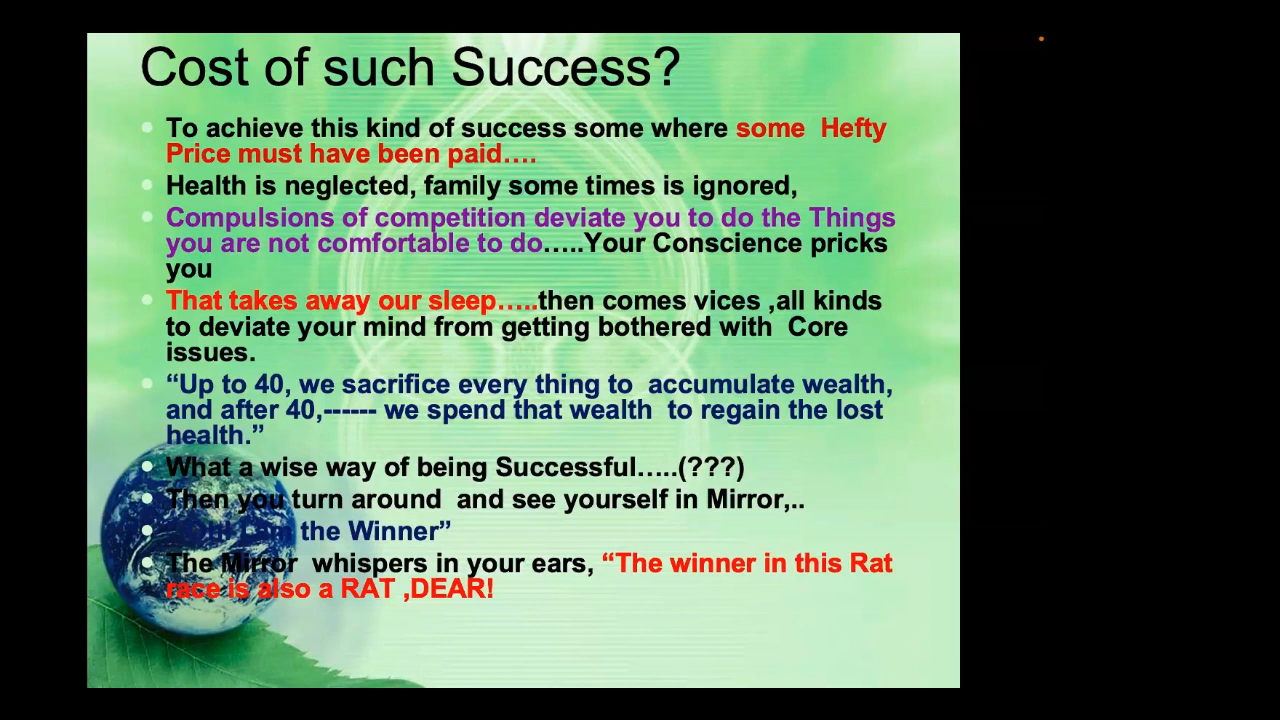 Cost of such Success?
To achieve this kind of success some where some Hefty
Price must have been paid….
Health is neglected, family some times is ignored,
Compulsions of competition deviate you to do the Things
you are not comfortable to do…..Your Conscience pricks
you
That takes away our sleep…..then comes vices ,all kinds
to deviate your mind from getting bothered with Core
issues.
“Up to 40, we sacrifice every thing to accumulate wealth,
and after 40,------ we spend that wealth to regain the lost
health.”
What a wise way of being Successful…..(???)
Then you turn around and see yourself in Mirror,..
the Winner”
The Mirror whispers in your ears, “The winner in this Rat
race is also a RAT ,DEAR!